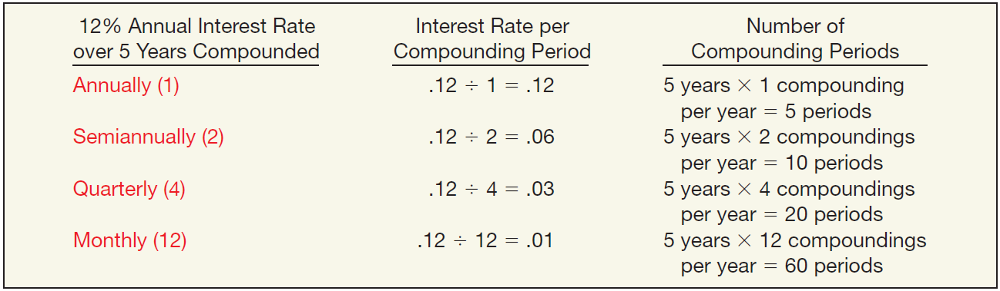 12% Annual Interest Rate
over 5 Years Compounded
Interest Rate per
Compounding Period
Number of
Compounding Periods
Annually (1)
.12 ÷ 1 = .12
5 years × 1 compounding
per year = 5 periods
Semiannually (2)
.12 ÷ 2 = .06
5 years × 2 compoundings
per year = 10 periods
Quarterly (4)
.12 ÷ 4 = .03
5 years × 4 compoundings
per year = 20 periods
Monthly (12)
.12 ÷ 12 = .01
5 years × 12 compoundings
per year = 60 periods